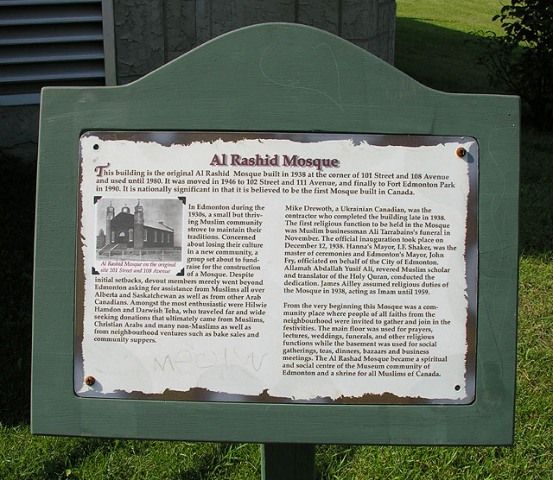 Al Rashid Mosque
This building is the original Al Rashid Mosque built in 1938 at the corner of 101 Street and 108 Avenue
and used until 1980. It was moved in 1946 to 102 Street and 111 Avenue, and finally to Fort Edmonton Park
in 1990. It is nationally significant in that it is believed to be the first Mosque built in Canada.
Al Rashid Mosque on the original
site 101 Street and 108 Avenue
In Edmonton during the
1930s, a small but thriv-
ing Muslim community
strove to maintain their
traditions. Concerned
about losing their culture
in a new community, a
group set about to fund-
raise for the construction
of a Mosque. Despite
initial setbacks, devout members merely went beyond
Edmonton asking for assistance from Muslims all over
Alberta and Saskatchewan as well as from other Arab
Canadians. Amongst the most enthusiastic were Hilwie
Hamdon and Darwish Teha, who traveled far and wide
seeking donations that ultimately came from Muslims,
Christian Arabs and many non-Muslims as well as
from neighbourhood ventures such as bake sales and
community suppers.
Mike Drewoth, a Ukrainian Canadian, was the
contractor who completed the building late in 1938.
The first religious function to be held in the Mosque
was Muslim businessman Ali Tarrabains's funeral in
November. The official inauguration took place on
December 12, 1938. Hanna's Mayor, I.F. Shaker, was the
master of ceremonies and Edmonton's Mayor, John
Fry, officiated on behalf of the City of Edmonton.
Allamah Abdallah Yusif Ali, revered Muslim scholar
and translator of the Holy Quran, conducted the
dedication. James Ailley assumed religious duties of
the Mosque in 1938, acting as Imam until 1959.
From the very beginning this Mosque was a com-
munity place where people of all faiths from the
neighbourhood were invited to gather and join in the
festivities. The main floor was used for prayers,
lectures, weddings, funerals, and other religious
functions while the basement was used for social
gatherings, teas, dinners, bazaars and business
meetings. The Al Rashad Mosque became a spiritual
and social centre of the Museum community of
Edmonton and a shrine for all Muslims of Canada.